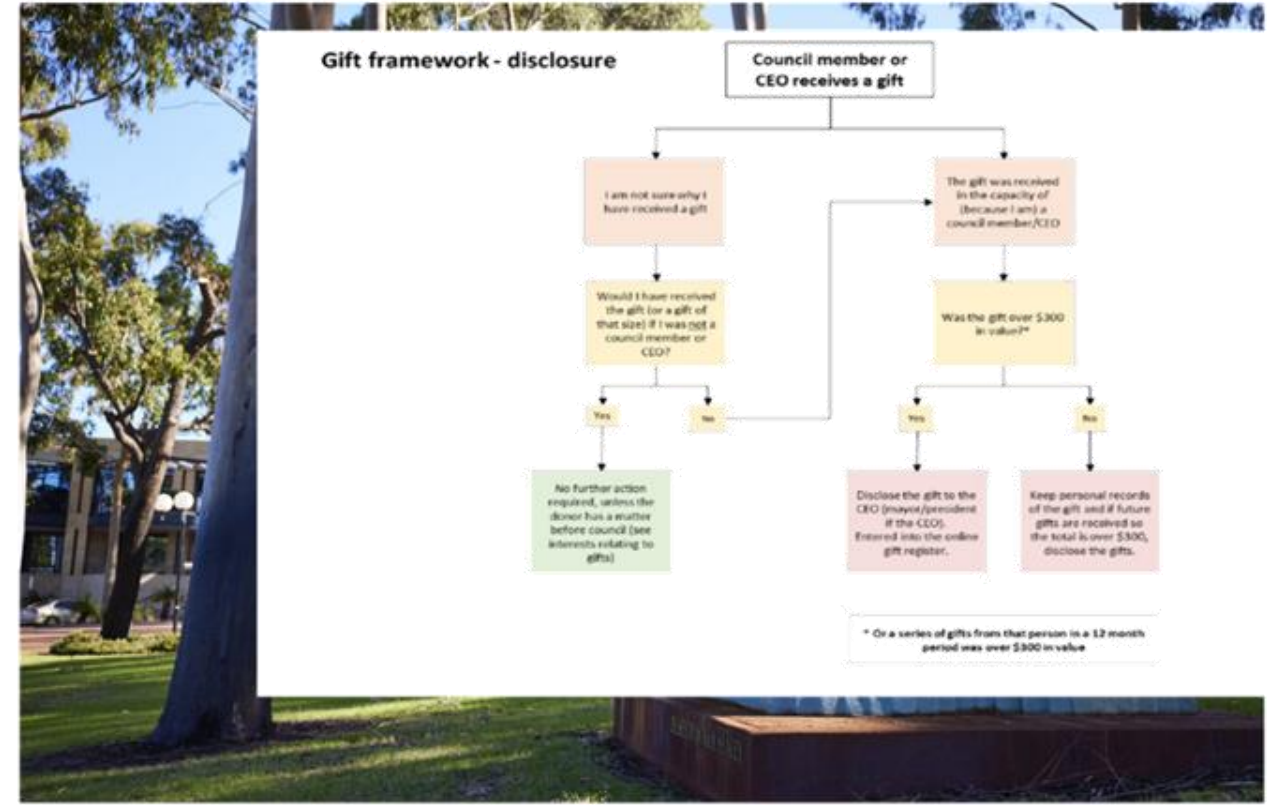 Gift framework - disclosure
Council member or
CEO receives a gift
I am not sure why I
have received a gift
The gift was received
in the capacity of
(because I am) a
council member/CEO
Would I have received
the gift (or a gift of
that size) if I was not a
council member or
CEO?
Was the gift over $300
in value?*
Yes
No
Yes
No
No further action
required, unless the
donor has a matter
before council (see
interests relating to
gifts)
Disclose the gift to the
CEO (mayor/president
if the CEO).
Entered into the online
gift register.
Keep personal records
of the gift and if future
gifts are received so
the total is over $300,
disclose the gifts.
* Or a series of gifts from that person in a 12 month
period was over $300 in value